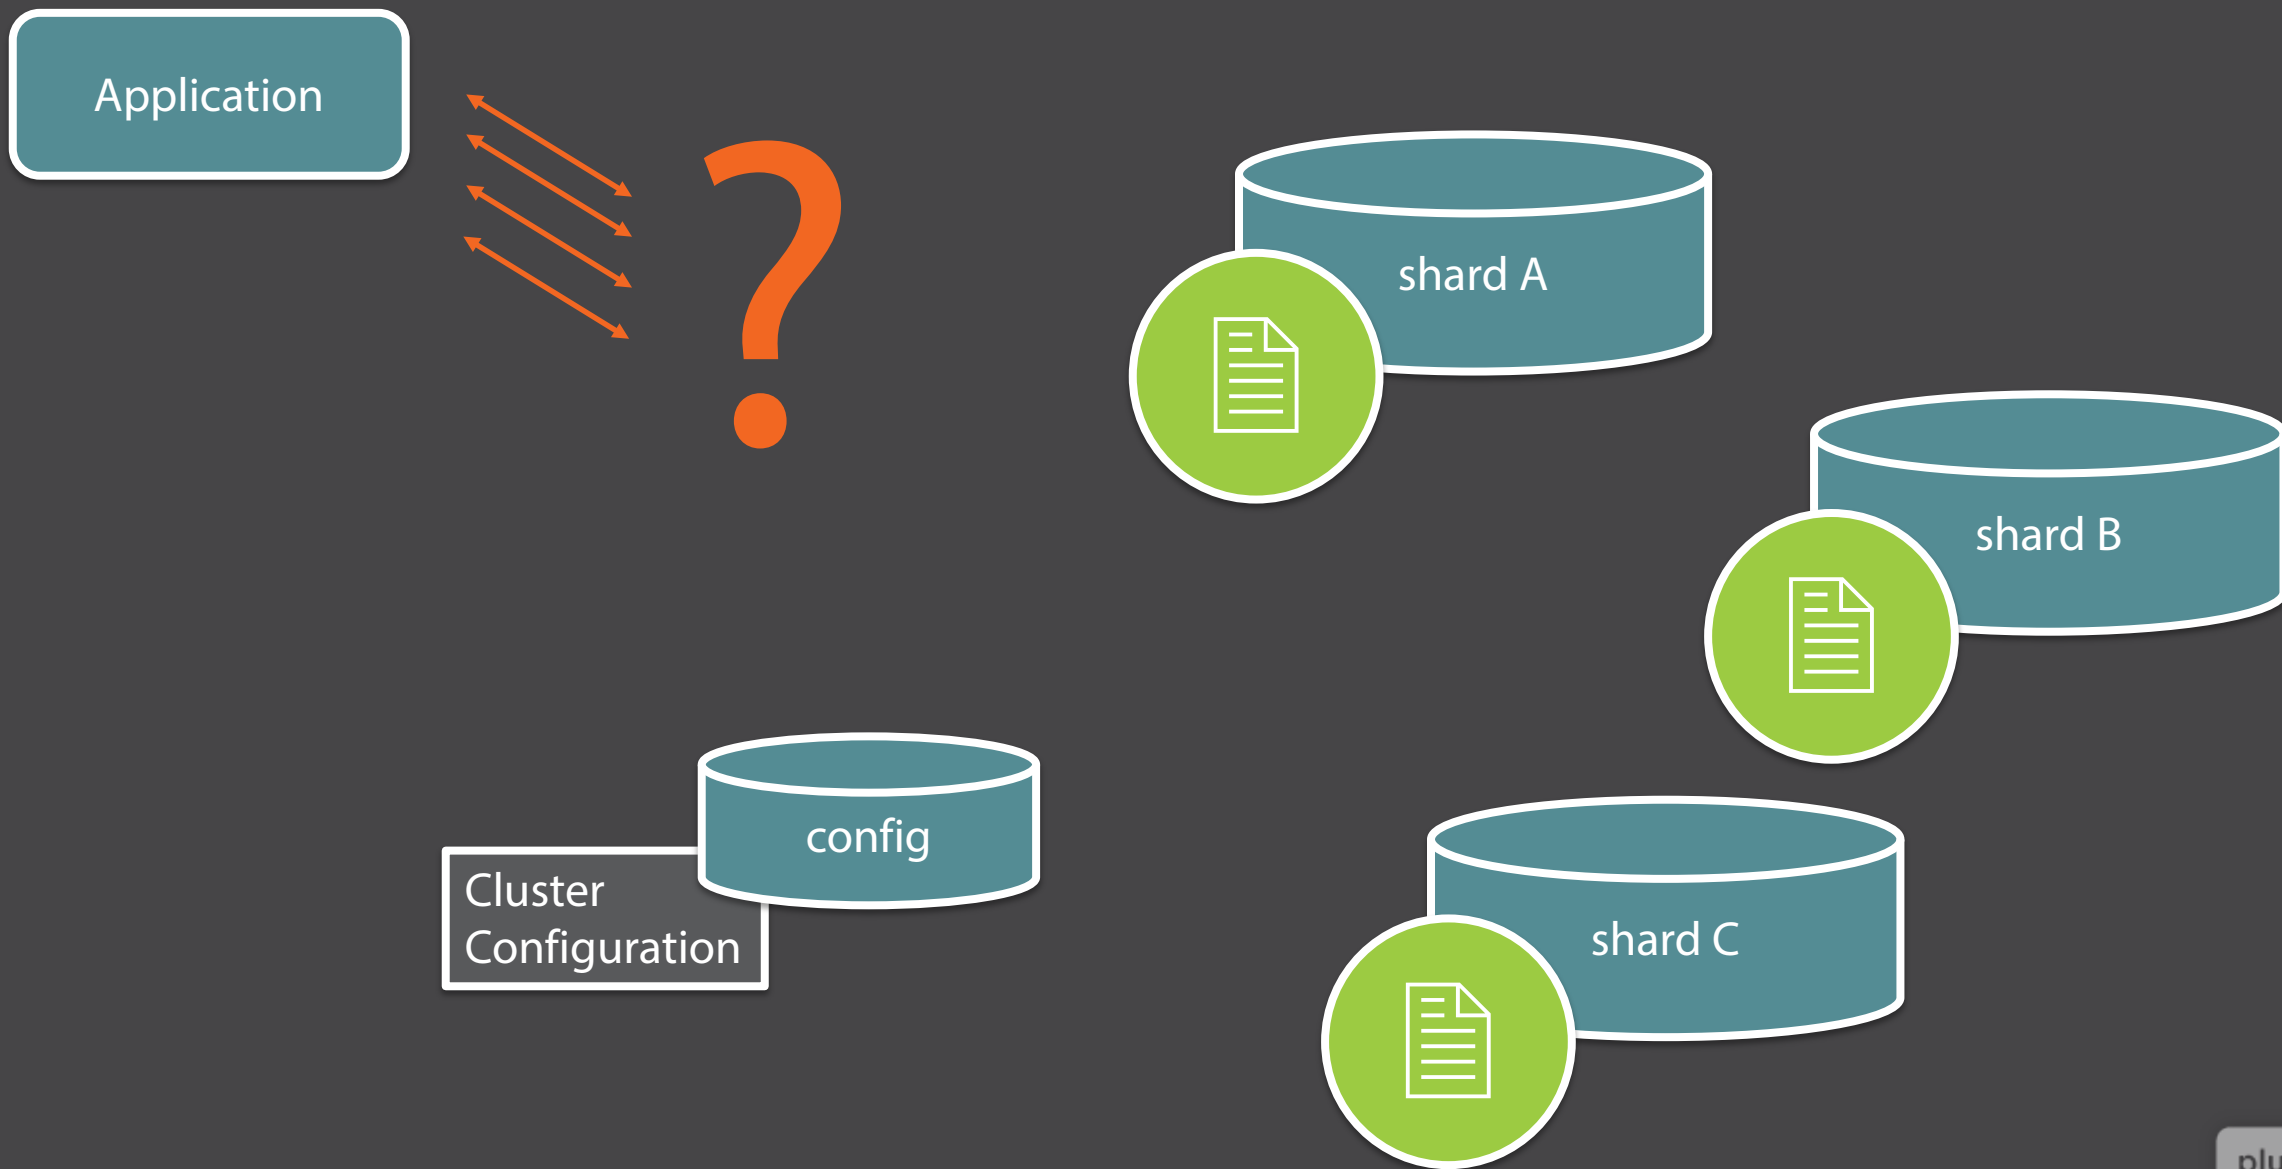 Application
?
shard A
shard B
config
Cluster
Configuration
shard C